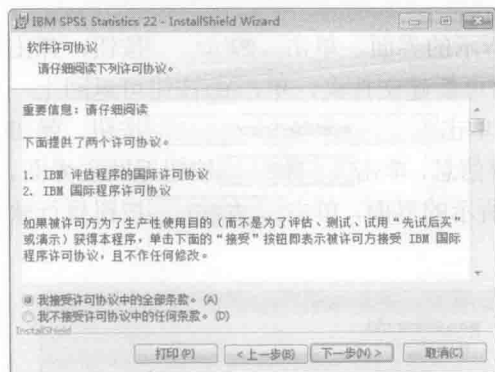 IBM SPSS Statistics 22 - InstallShield Wizard
软件许可协议
请仔细阅读下列许可协议。
重要信息：请仔细阅读
下面提供了两个许可协议。
1. IBM 评估程序的国际许可协议
2. IBM 国际程序许可协议
如果被许可方为了生产性使用目的（而不是为了评估、测试、试用“先试后买”
或演示）获得本程序，单击下面的“接受”按钮即表示被许可方接受 IBM 国际
程序许可协议，且不作任何修改。
我接受许可协议中的全部条款。(A)
我不接受许可协议中的任何条款。(D)
InstallShield
打印(P)
< 上一步(B)
下一步(N) >
取消(C)